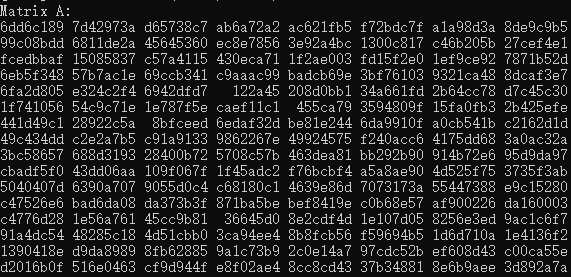 Matrix A:
6dd6c189 7d42973a d65738c7 ab6a72a2 ac621fb5 f72bdc7f a1a98d3a 8de9c9b5
99c08bdd 6811de2a 45645360 ec8e7856 3e92a4bc 1300c817 c46b205b 27cef4e1
fcedbbaf 15085837 c57a4115 430eca71 1f2ae003 fd15f2e0 1ef9ce92 7871b52d
6eb5f348 57b7ac1e 69ccb341 c9aaac99 badcb69e 3bf76103 9321ca48 8dcaf3e7
6fa2d805 e324c2f4 6942dfd7 122a45 208d0bb1 34a661fd 2b64cc78 d7c45c30
1f741056 54c9c71e 1e787f5e caef11c1 455ca79 3594809f 15fa0fb3 2b425efe
441d49c1 28922c5a 8bfceed 6edaf32d be81e244 6da9910f a0cb541b c2162d1d
49c434dd c2e2a7b5 c91a9139 9862267e 49924575 f240acc6 4175dd68 3a0ac32a
3bc58657 688d3193 28400b72 5708c57b 463dea81 bb292b90 914b72e6 95d9da97
cbadf5f0 43dd06aa 109f067f 1f45adc2 f76bcbf4 a5a8ae90 4d525f75 3735f3ab
5040407d 6390a707 9055d0c4 c68180c1 4639e86d 7073173a 55447388 e9c15280
c47526e6 bad6da08 da373b3f 871ba5be bef8419e c0b68e57 af900226 da160003
c4776d28 1e56a761 45cc9b81 36645d0 8e2cdf4d 1e107d05 8256e3ed 9ac1c6f7
91a4dc54 48285c18 4d51cbb0 3ca94ee4 8b8fcb56 f59694b5 1d6d710a 1e4136f2
1390418e d9da8989 8fb62885 9a1c73b9 2c0e14a7 97cdc52b ef608d43 c00ca55e
d2016b0f 516e0463 cf9d944f e8f02ae4 8cc8cd43 37b34881 8e6b9aee 3d892a7a